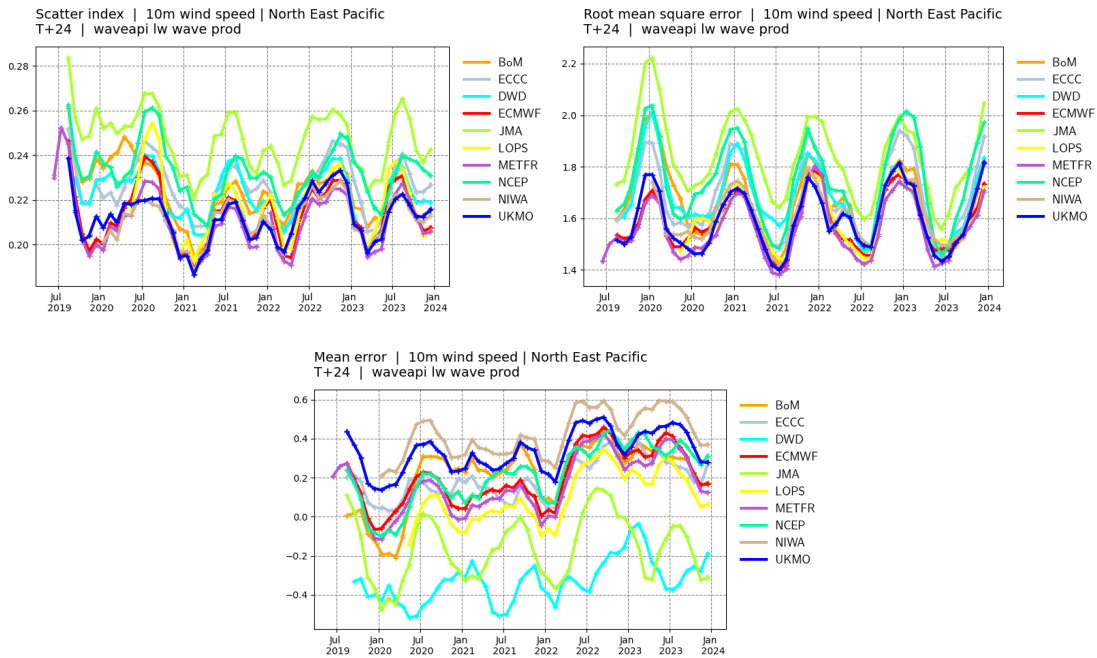 Scatter index | 10m wind speed | North East Pacific
T+24 | waveapi lw wave prod
0.28
0.26
0.24
0.22
0.20
Jul 2019
Jan 2020
Jul 2020
Jan 2021
Jul 2021
Jan 2022
Jul 2022
Jan 2023
Jul 2023
Jan 2024
BoM
ECCC
DWD
ECMWF
JMA
LOPS
METFR
NCEP
NIWA
UKMO
Root mean square error | 10m wind speed | North East Pacific
T+24 | waveapi lw wave prod
2.2
2.0
1.8
1.6
1.4
Jul 2019
Jan 2020
Jul 2020
Jan 2021
Jul 2021
Jan 2022
Jul 2022
Jan 2023
Jul 2023
Jan 2024
BoM
ECCC
DWD
ECMWF
JMA
LOPS
METFR
NCEP
NIWA
UKMO
Mean error | 10m wind speed | North East Pacific
T+24 | waveapi lw wave prod
0.6
0.4
0.2
0.0
−0.2
−0.4
Jul 2019
Jan 2020
Jul 2020
Jan 2021
Jul 2021
Jan 2022
Jul 2022
Jan 2023
Jul 2023
Jan 2024
BoM
ECCC
DWD
ECMWF
JMA
LOPS
METFR
NCEP
NIWA
UKMO